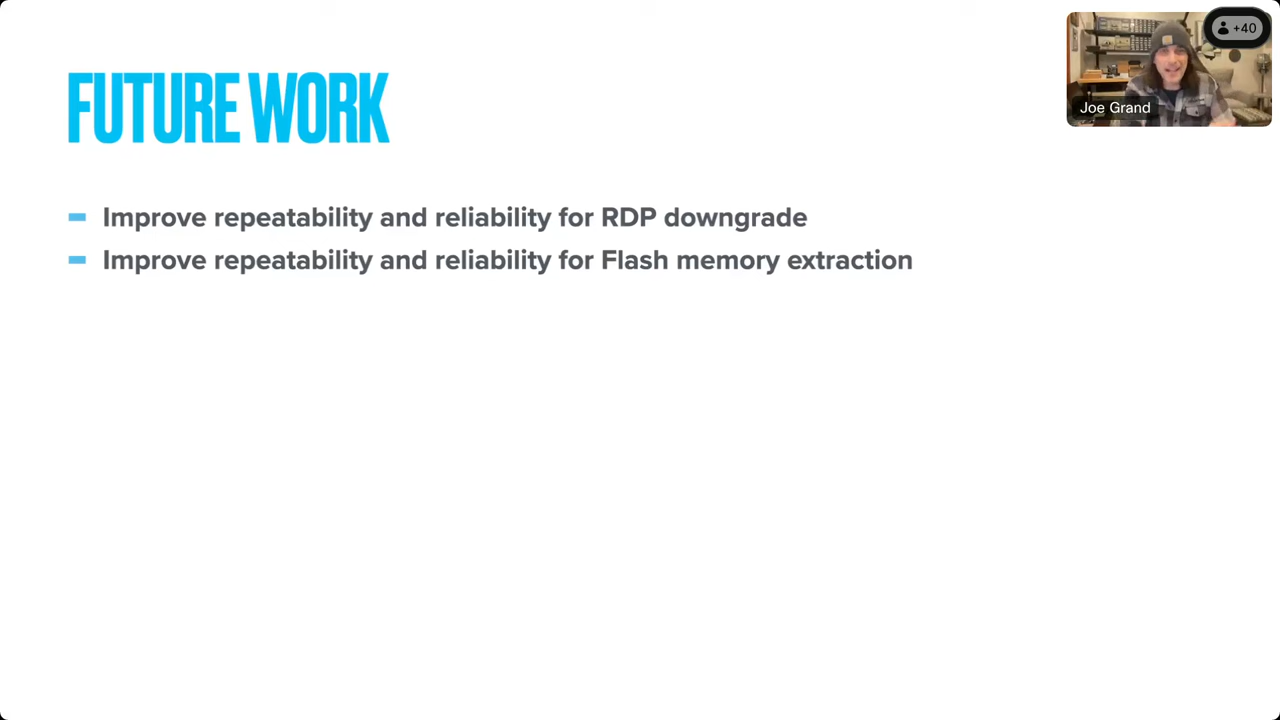 FUTURE WORK
+40
Joe Grand
Improve repeatability and reliability for RDP downgrade
Improve repeatability and reliability for Flash memory extraction